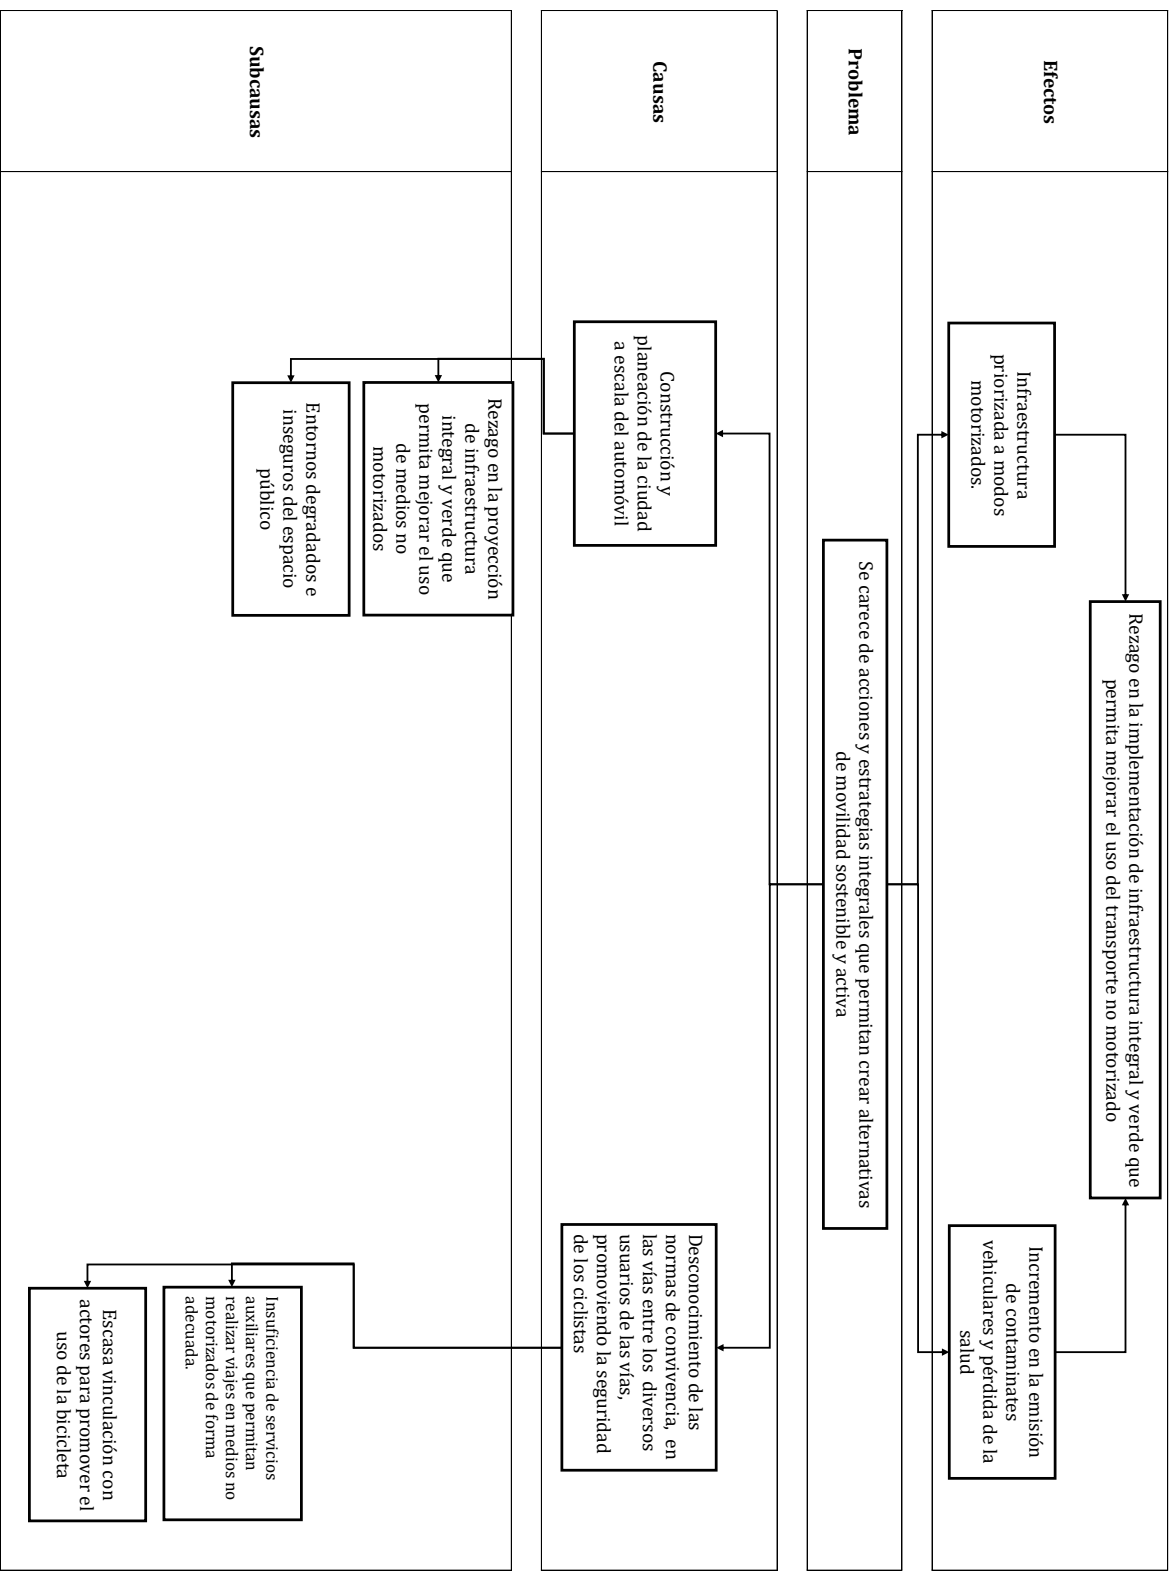 Efectos
Rezago en la implementación de infraestructura integral y verde que
permita mejorar el uso del transporte no motorizado
Infraestructura
priorizada a modos
motorizados.
Incremento en la emisión
de contaminates
vehiculares y pérdida de la
salud
Problema
Se carece de acciones y estrategias integrales que permitan crear alternativas
de movilidad sostenible y activa
Causas
Construcción y
planeación de la ciudad
a escala del automóvil
Desconocimiento de las
normas de convivencia, en
las vías entre los diversos
usuarios de las vías,
promoviendo la seguridad
de los ciclistas
Subcausas
Rezago en la proyección
de infraestructura
integral y verde que
permita mejorar el uso
de medios no
motorizados
Entornos degradados e
inseguros del espacio
público
Insuficiencia de servicios
auxiliares que permitan
realizar viajes en medios no
motorizados de forma
adecuada.
Escasa vinculación con
actores para promover el
uso de la bicicleta